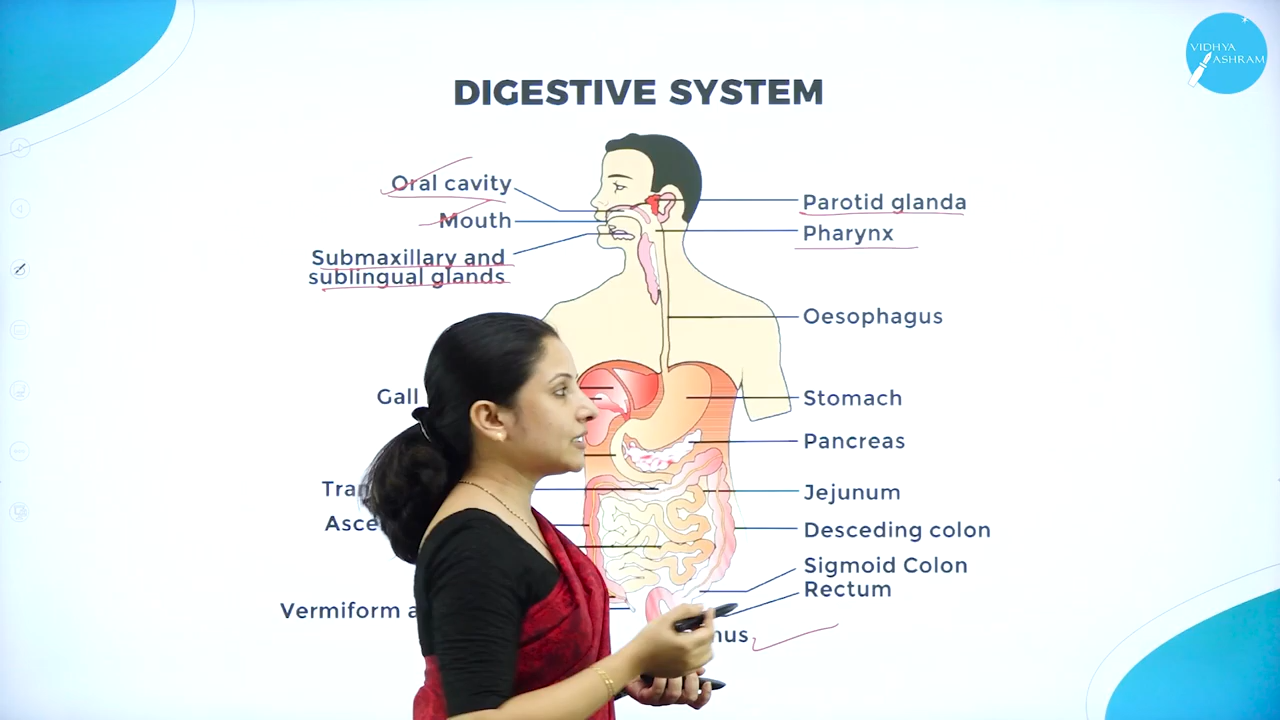 VIDHYA
ASHRAM
DIGESTIVE SYSTEM
Oral cavity
Mouth
Submaxillary and
sublingual glands
Gall
Vermiform
Parotid glanda
Pharynx
Oesophagus
Stomach
Pancreas
Jejunum
Desceding colon
Sigmoid Colon
Rectum